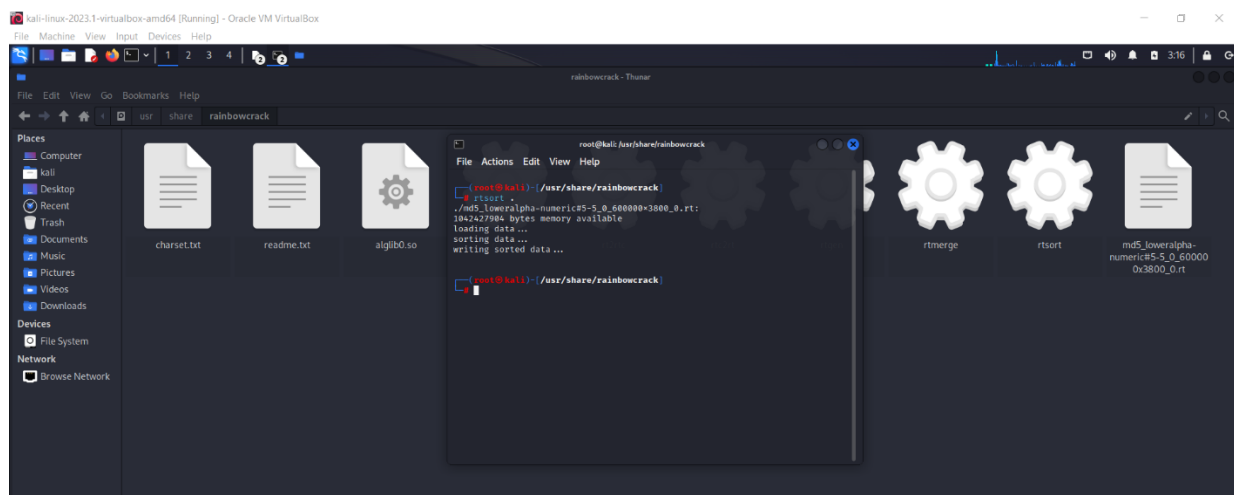 kali-linux-2023.1-virtualbox-amd64 [Running] - Oracle VM VirtualBox
File Machine View Input Devices Help
1 2 3 4
3:16
rainbowcrack - Thunar
File Edit View Go Bookmarks Help
usr share rainbowcrack
Places
Computer
kali
Desktop
Recent
Trash
Documents
Music
Pictures
Videos
Downloads
Devices
File System
Network
Browse Network
charset.txt
readme.txt
alglib0.so
root@kali: /usr/share/rainbowcrack
File Actions Edit View Help
(root㉿kali)-[/usr/share/rainbowcrack]
# rtsort .
./md5_loweralpha-numeric#5-5_0_600000×3800_0.rt:
1042427904 bytes memory available
loading data ...
sorting data ...
writing sorted data ...
(root㉿kali)-[/usr/share/rainbowcrack]
#
rtmerge
rtsort
md5_loweralpha-
numeric#5-5_0_60000
0x3800_0.rt